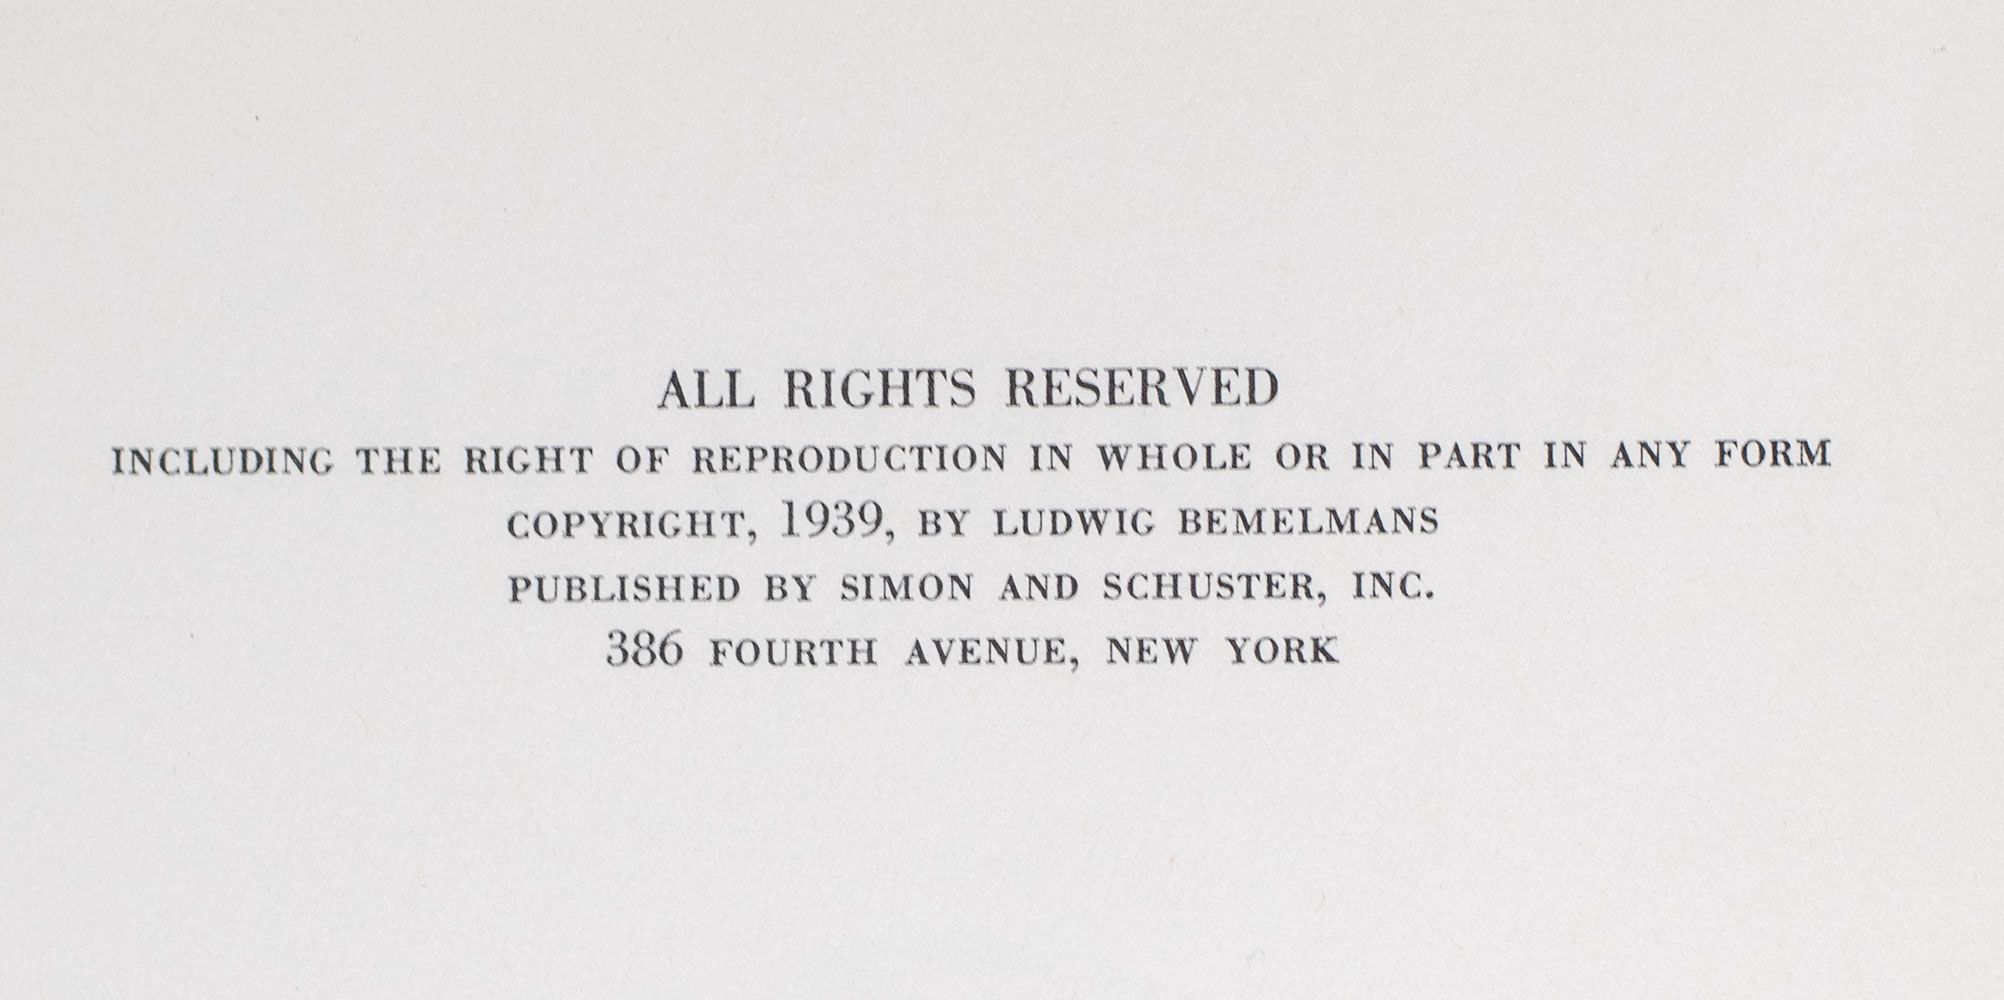 ALL RIGHTS RESERVED
INCLUDING THE RIGHT OF REPRODUCTION IN WHOLE OR IN PART IN ANY FORM
COPYRIGHT, 1939, BY LUDWIG BEMELMANS
PUBLISHED BY SIMON AND SCHUSTER, INC.
386 FOURTH AVENUE, NEW YORK